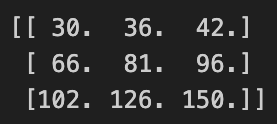 [[ 30.  36.  42.]
 [ 66.  81.  96.]
 [102. 126. 150.]]